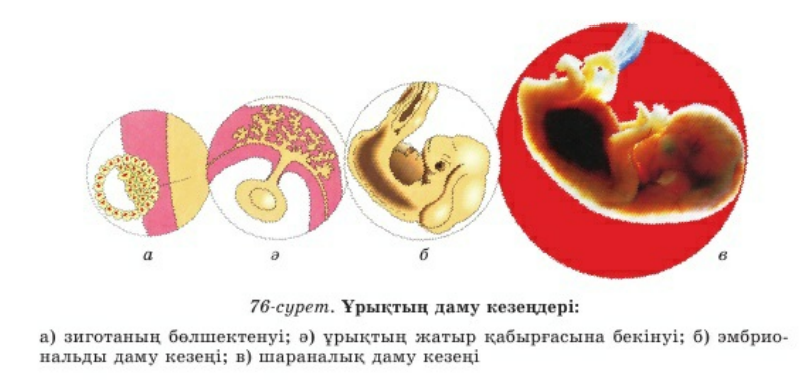 а ә б в
76-сурет. Ұрықтың даму кезеңдері:
а) зиготаның бөлшектенуі; ә) ұрықтың жатыр қабырғасына бекінуі; б) эмбрио-
нальды даму кезеңі; в) шараналық даму кезеңі